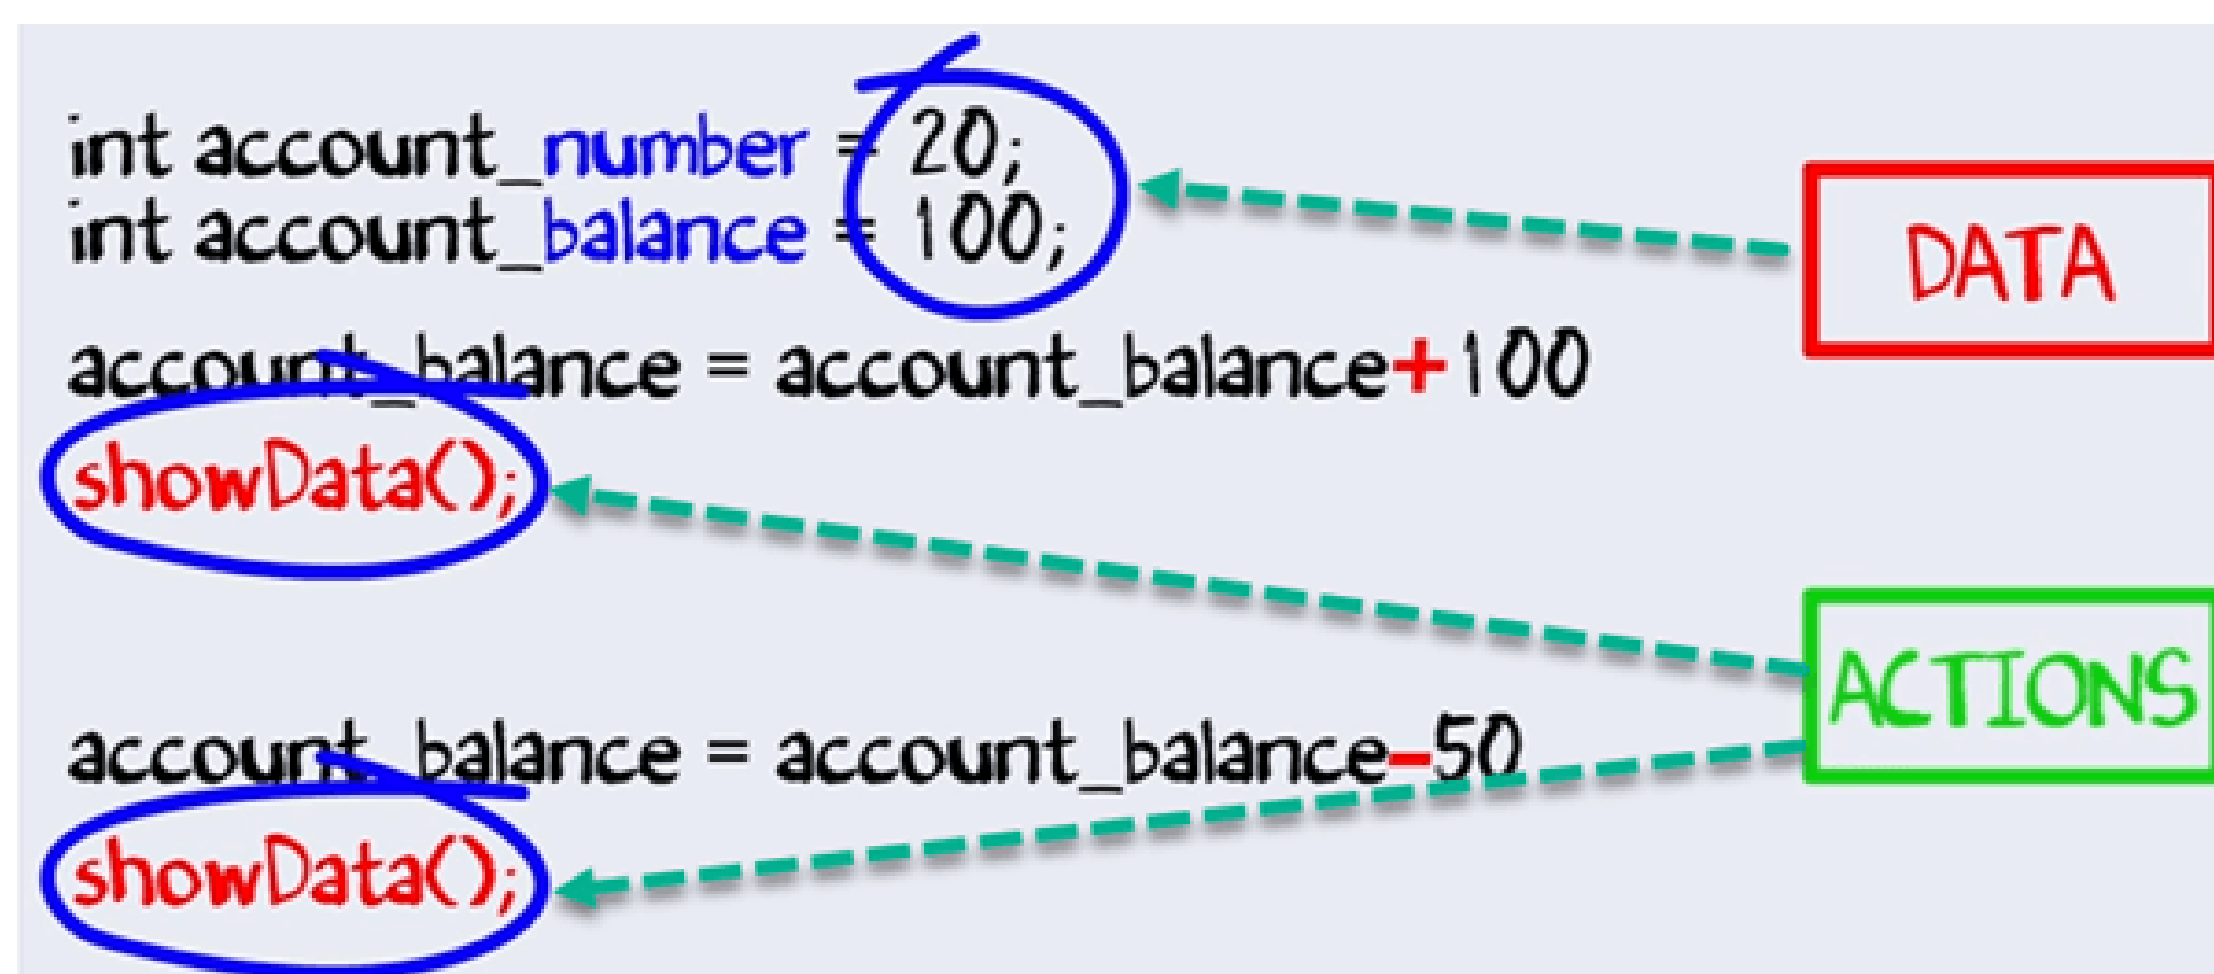 int account_number = 20;
int account_balance = 100;
DATA
account_balance = account_balance+100
showData();
ACTIONS
account_balance = account_balance-50
showData();